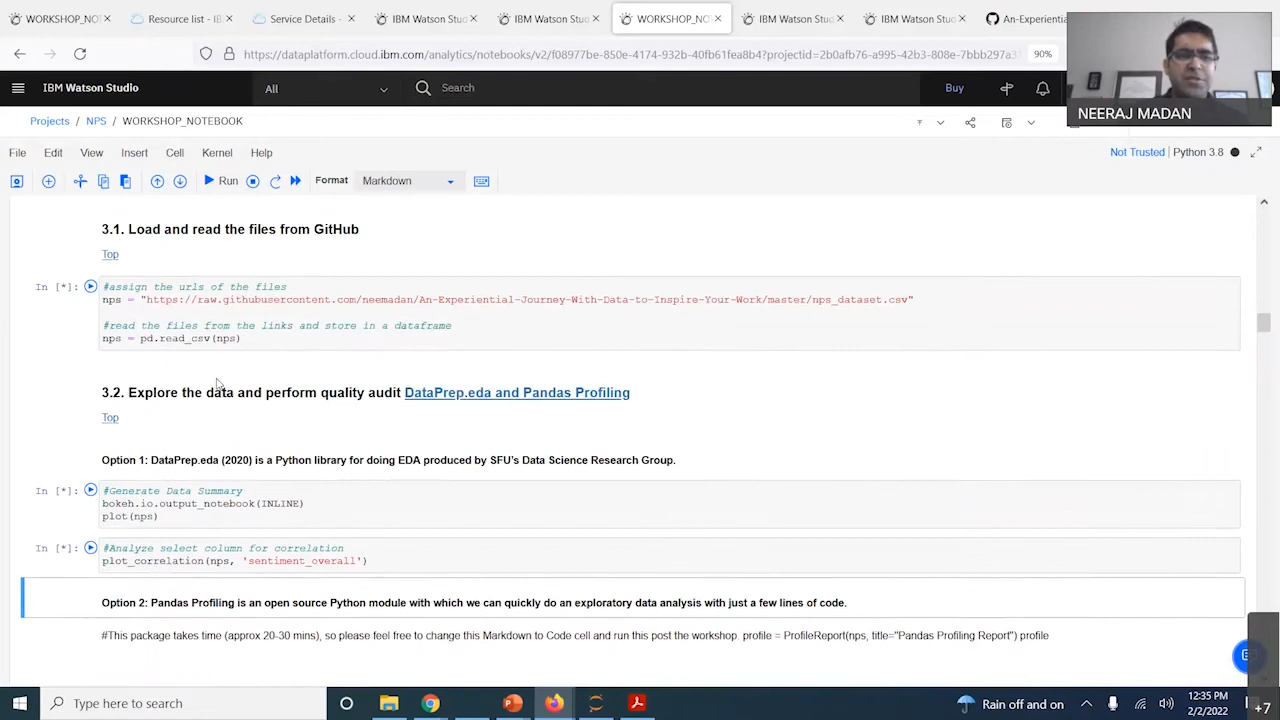 WORKSHOP_NO
Resource list - IB
Service Details -
IBM Watson Stu
IBM Watson Stu
WORKSHOP_NO
IBM Watson Stu
IBM Watson Stu
An-Experientia
https://dataplatform.cloud.ibm.com/analytics/notebooks/v2/f08977be-850e-4174-932b-40fb61fea8b4?projectid=2b0afb76-a995-42b3-808e-7bbb297a3
90%
IBM Watson Studio
All
Search
Buy
NEERAJ MADAN
Projects / NPS / WORKSHOP_NOTEBOOK
File Edit View Insert Cell Kernel Help
Not Trusted | Python 3.8
Run
Format
Markdown
3.1. Load and read the files from GitHub
Top
In [*]:
#assign the urls of the files
nps = "https://raw.githubusercontent.com/neemadan/An-Experiential-Journey-With-Data-to-Inspire-Your-Work/master/nps_dataset.csv"
#read the files from the links and store in a dataframe
nps = pd.read_csv(nps)
3.2. Explore the data and perform quality audit DataPrep.eda and Pandas Profiling
Top
Option 1: DataPrep.eda (2020) is a Python library for doing EDA produced by SFU's Data Science Research Group.
In [*]:
#Generate Data Summary
bokeh.io.output_notebook(INLINE)
plot(nps)
In [*]:
#Analyze select column for correlation
plot_correlation(nps, 'sentiment_overall')
Option 2: Pandas Profiling is an open source Python module with which we can quickly do an exploratory data analysis with just a few lines of code.
#This package takes time (approx 20-30 mins), so please feel free to change this Markdown to Code cell and run this post the workshop. profile = ProfileReport(nps, title="Pandas Profiling Report") profile
Type here to search
Rain off and on
12:35 PM
2/2/2022
+7